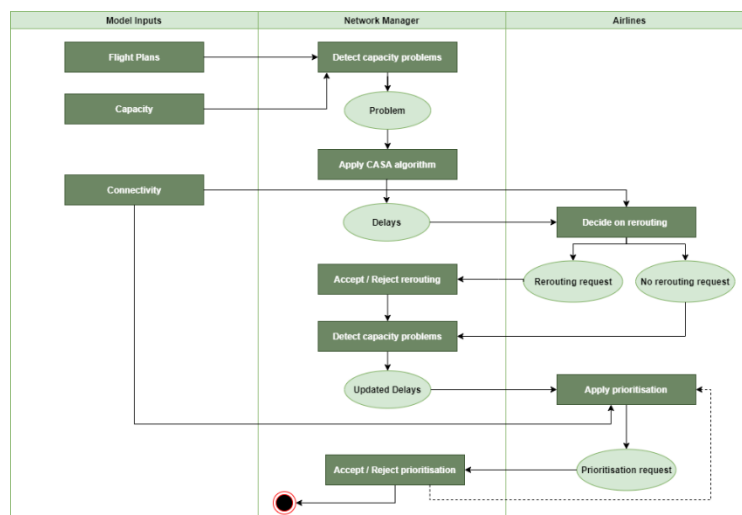 Model Inputs
Network Manager
Airlines
Flight Plans
Detect capacity problems
Capacity
Problem
Apply CASA algorithm
Connectivity
Delays
Decide on rerouting
Accept / Reject rerouting
Rerouting request
No rerouting request
Detect capacity problems
Updated Delays
Apply prioritisation
Accept / Reject prioritisation
Prioritisation request